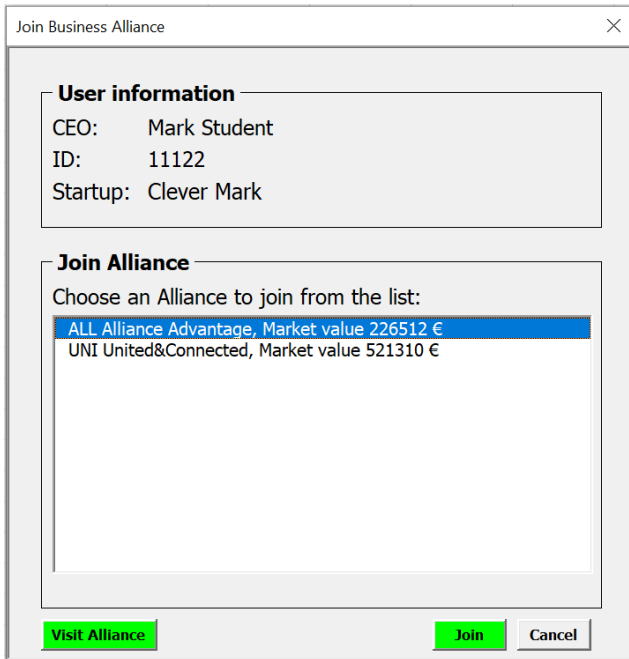 Join Business Alliance
User information
CEO: Mark Student
ID: 11122
Startup: Clever Mark
Join Alliance
Choose an Alliance to join from the list:
ALL Alliance Advantage, Market value 226512 €
UNI United&Connected, Market value 521310 €
Visit Alliance Join Cancel